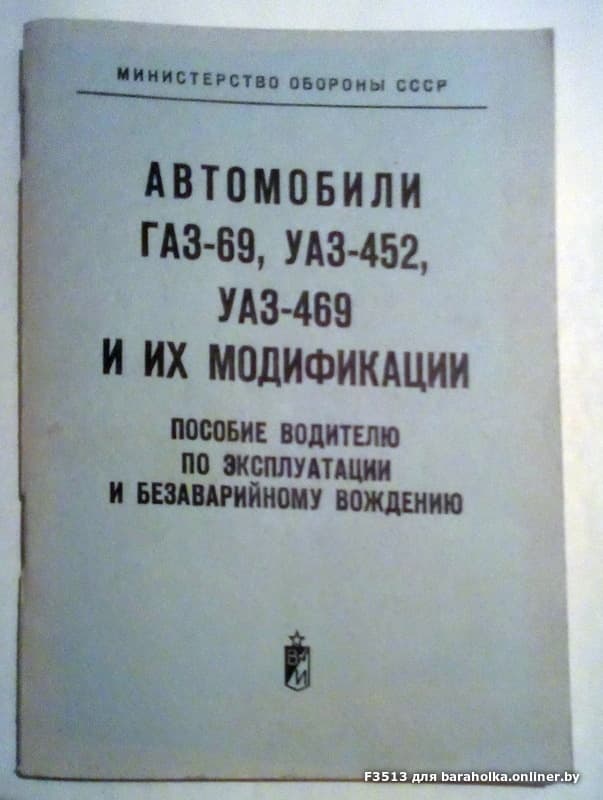 МИНИСТЕРСТВО ОБОРОНЫ СССР
АВТОМОБИЛИ
ГАЗ-69, УАЗ-452,
УАЗ-469
И ИХ МОДИФИКАЦИИ
ПОСОБИЕ ВОДИТЕЛЮ
ПО ЭКСПЛУАТАЦИИ
И БЕЗАВАРИЙНОМУ ВОЖДЕНИЮ
F3513 для baraholka.onliner.by